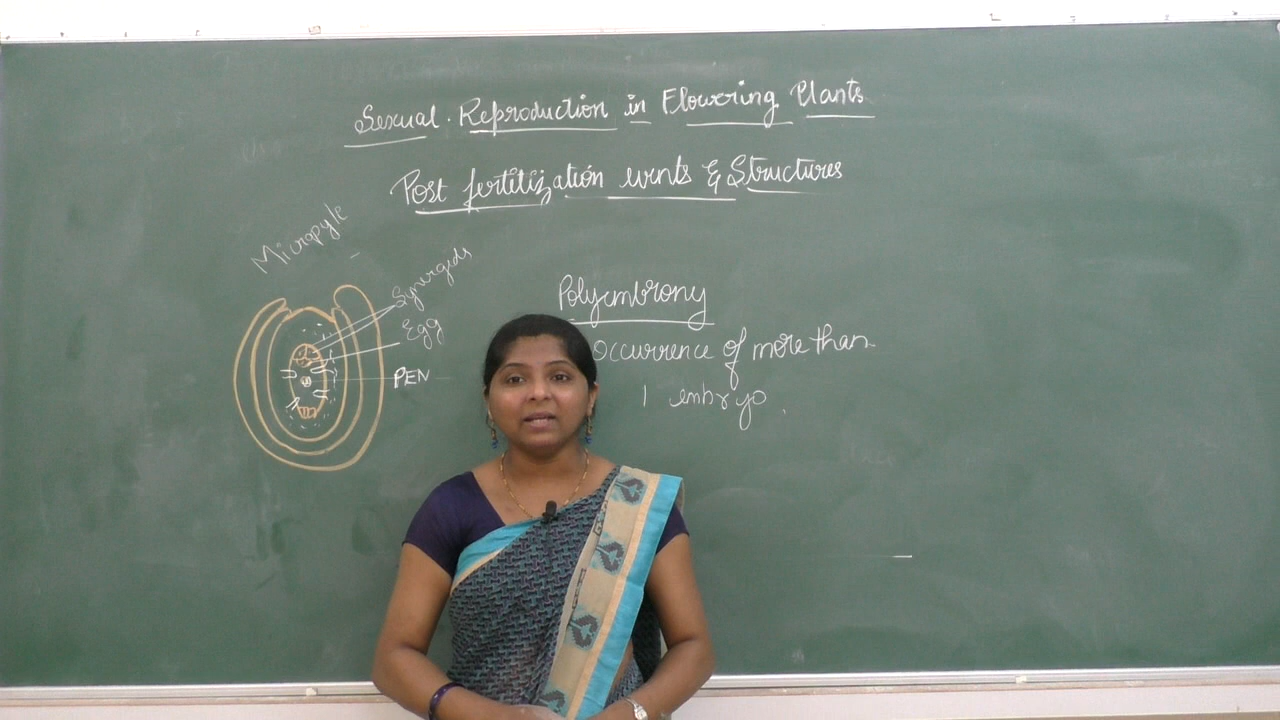 Sexual. Reproduction in Flowering Plants
Post fertilization events & Structures
Micropyle
Synergids
Egg
PEN
Polyembrony
Occurrence of more than
1 embryo.